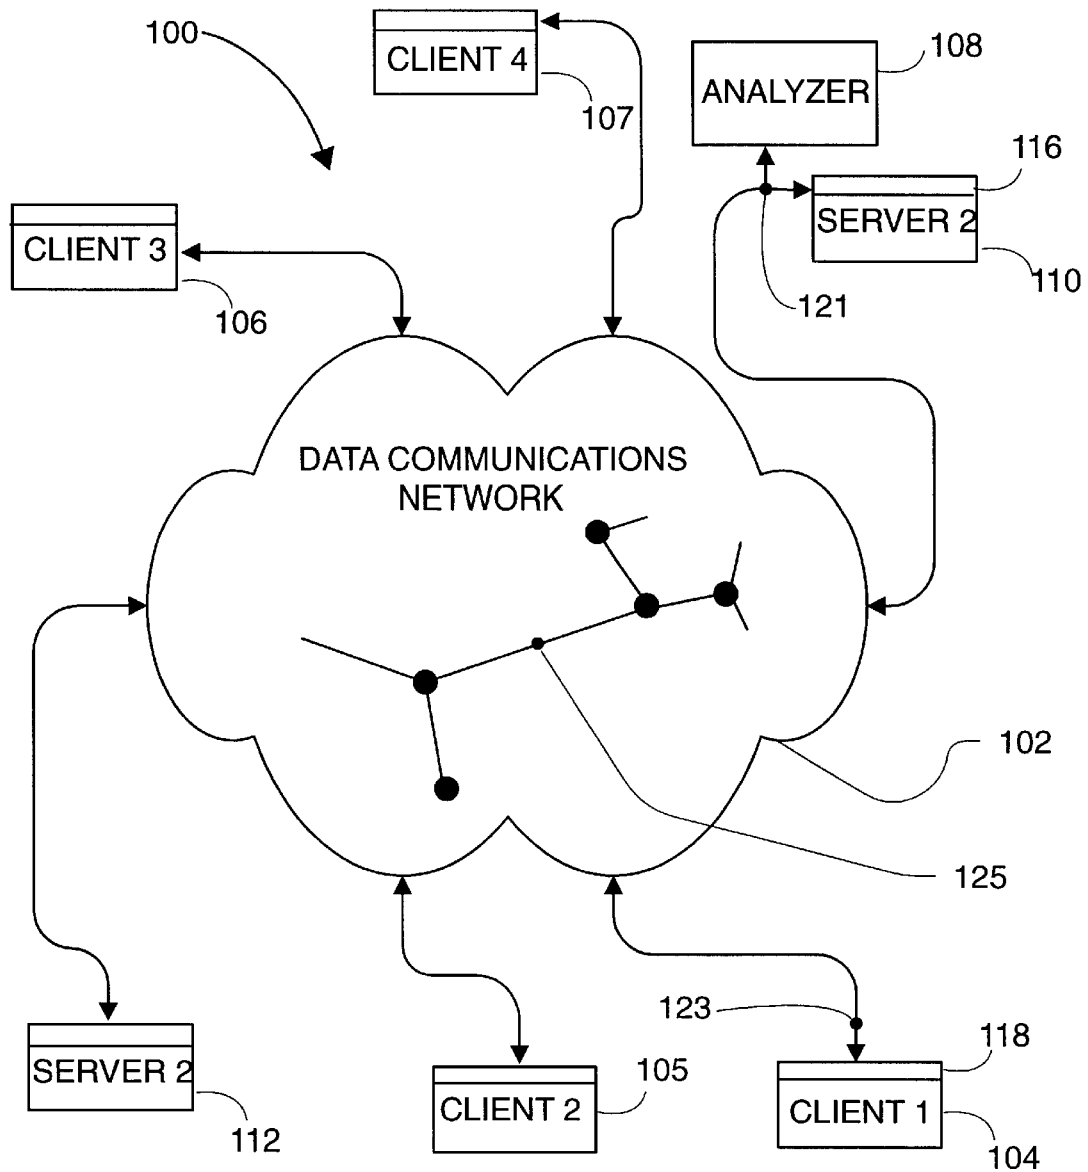 100
CLIENT 4
107
ANALYZER
108
116
SERVER 2
110
121
CLIENT 3
106
DATA COMMUNICATIONS
NETWORK
102
125
123
118
SERVER 2
112
CLIENT 2
105
CLIENT 1
104